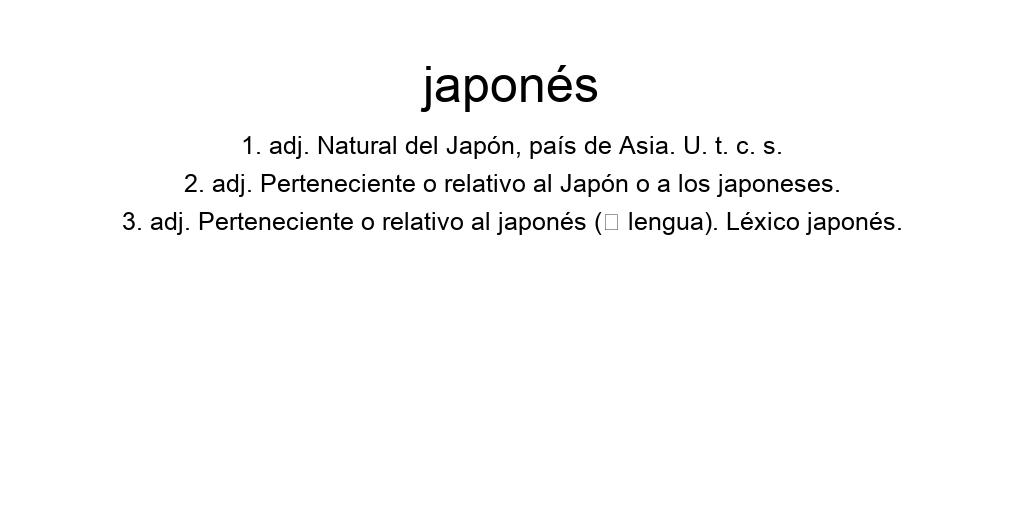 japonés
1. adj. Natural del Japón, país de Asia. U. t. c. s.
2. adj. Perteneciente o relativo al Japón o a los japoneses.
3. adj. Perteneciente o relativo al japonés (□ lengua). Léxico japonés.